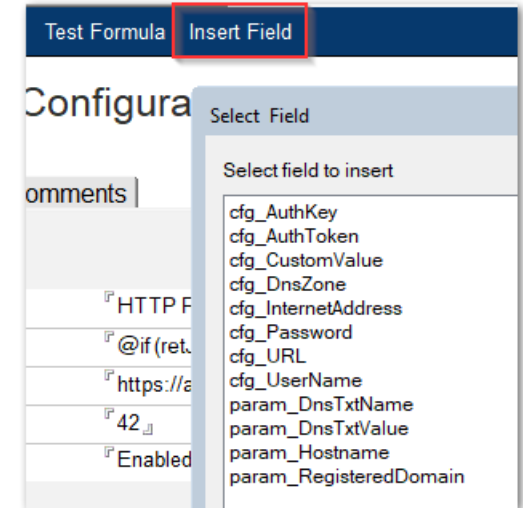 Test Formula Insert Field
Configura
Select Field
Select field to insert
omments
cfg_AuthKey
cfg_AuthToken
cfg_CustomValue
cfg_DnsZone
cfg_InternetAddress
cfg_Password
cfg_URL
cfg_UserName
param_DnsTxtName
param_DnsTxtValue
param_Hostname
param_RegisteredDomain
HTTP F
@if(ret
https://a
42
Enabled